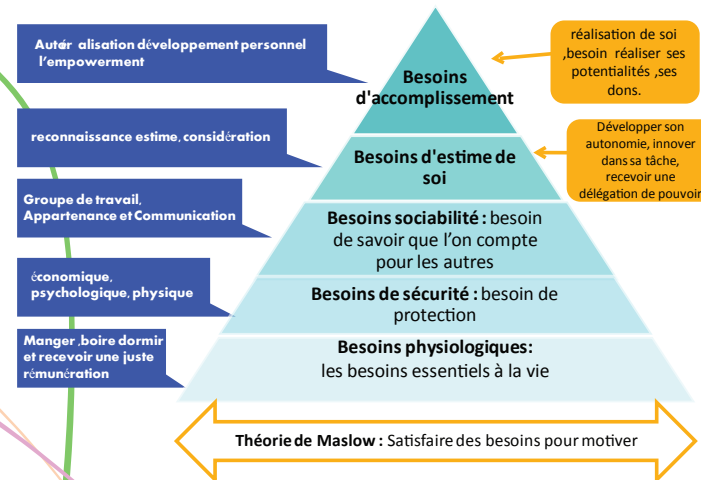 Autór alisation développement personnel
l'empowerment
Besoins
d'accomplissement
réalisation de soi
,besoin réaliser ses
potentialités ,ses
dons.
reconnaissance estime, considération
Besoins d'estime de
soi
Développer son
autonomie, innover
dans sa tâche,
recevoir une
délégation de pouvoir
Groupe de travail,
Appartenance et Communication
Besoins sociabilité : besoin
de savoir que l'on compte
pour les autres
économique,
psychologique, physique
Besoins de sécurité : besoin de
protection
Manger ,boire dormir
et recevoir une juste
rémunération
Besoins physiologiques:
les besoins essentiels à la vie
Théorie de Maslow : Satisfaire des besoins pour motiver